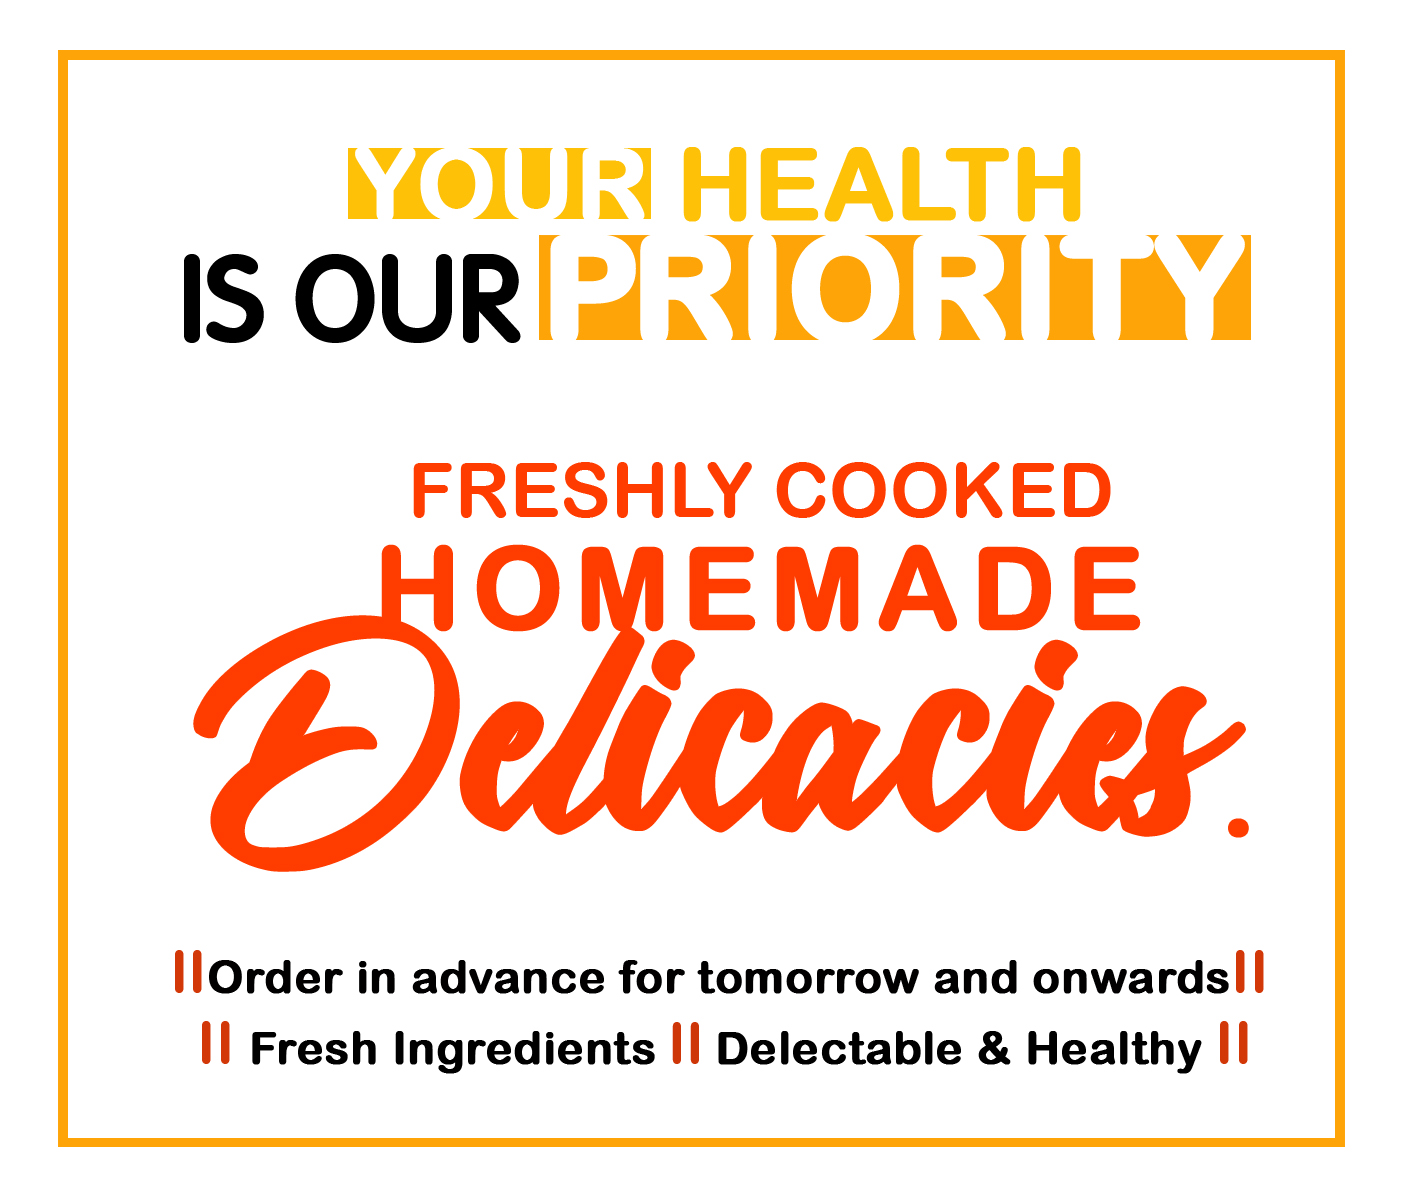 YOUR HEALTH
IS OUR PRIORITY
FRESHLY COOKED
HOMEMADE
Delicacies.
||Order in advance for tomorrow and onwards||
|| Fresh Ingredients || Delectable & Healthy ||